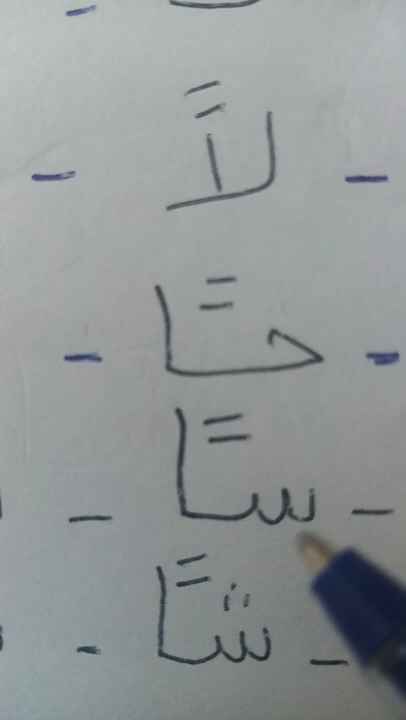 - لاً -
- حاً -
- ساً -
- شاً -